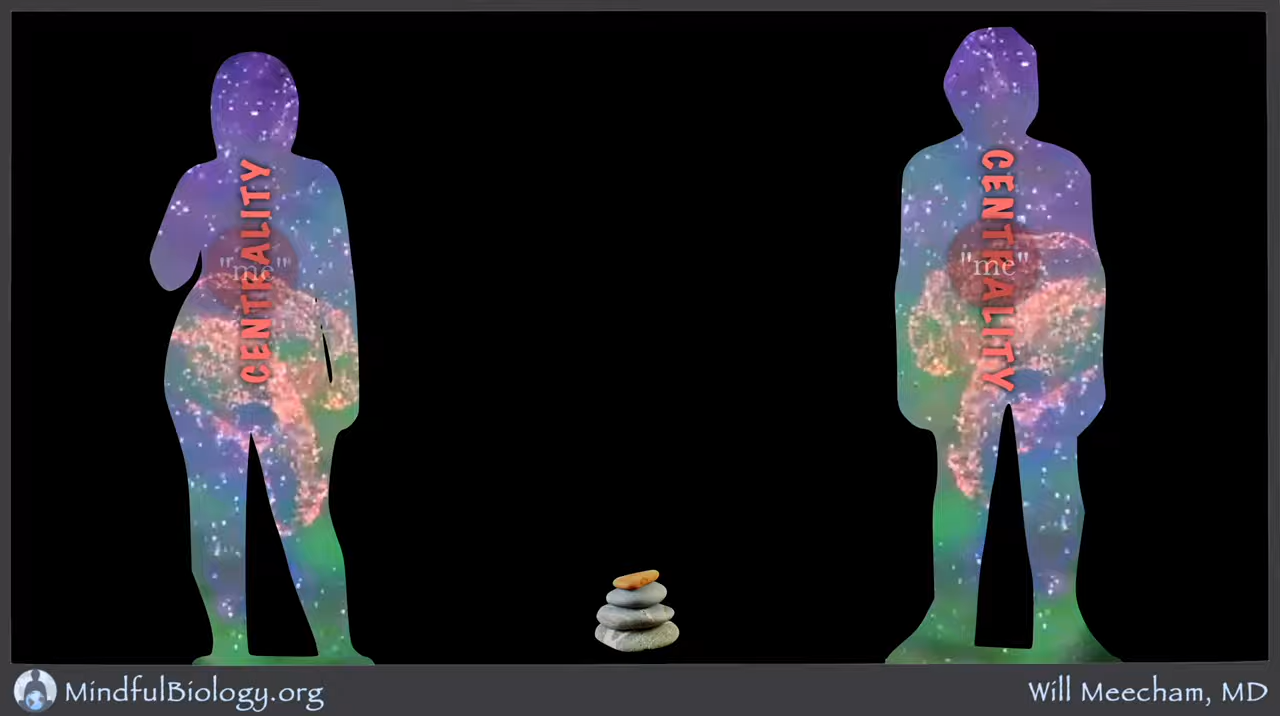 CENTRALITY
"me"
CENTRALITY
"me"
MindfulBiology.org
Will Meecham, MD